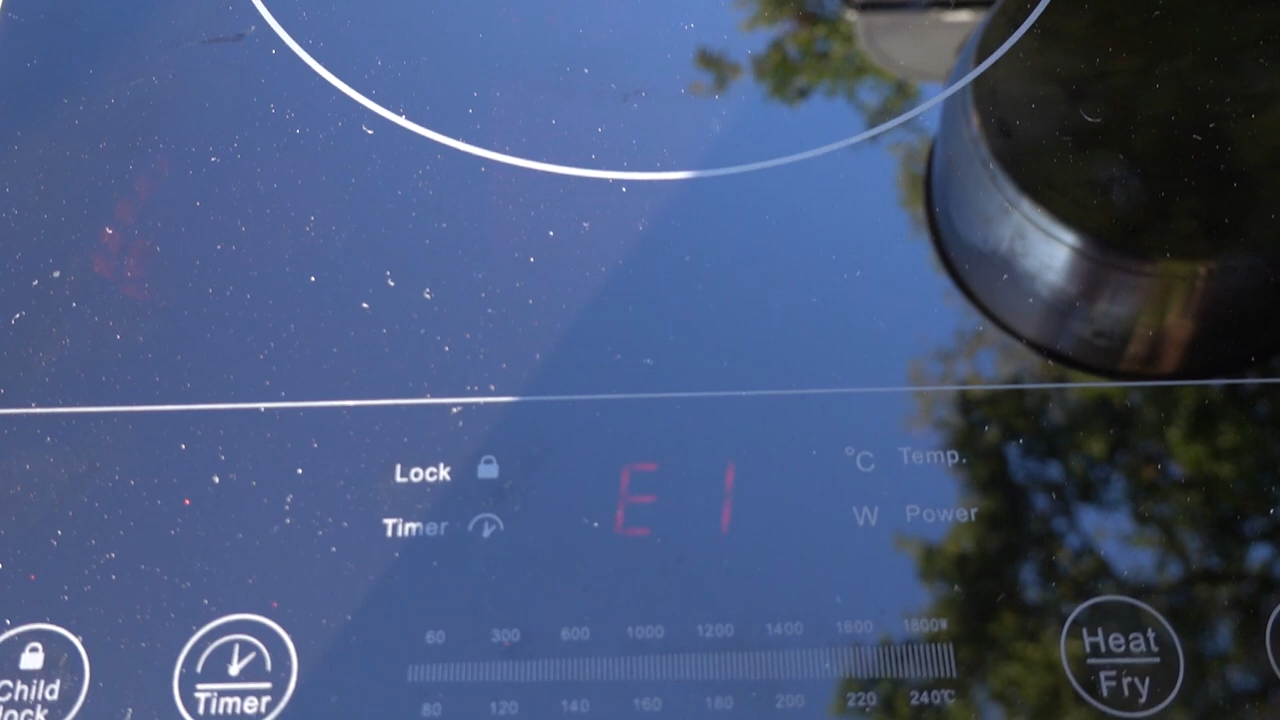 Lock
E1
°C Temp.
Timer
W Power
60 300 600 1000 1200 1400 1600 1800W
80 120 140 160 180 200 220 240°C
Child
lock
Timer
Heat
Fry